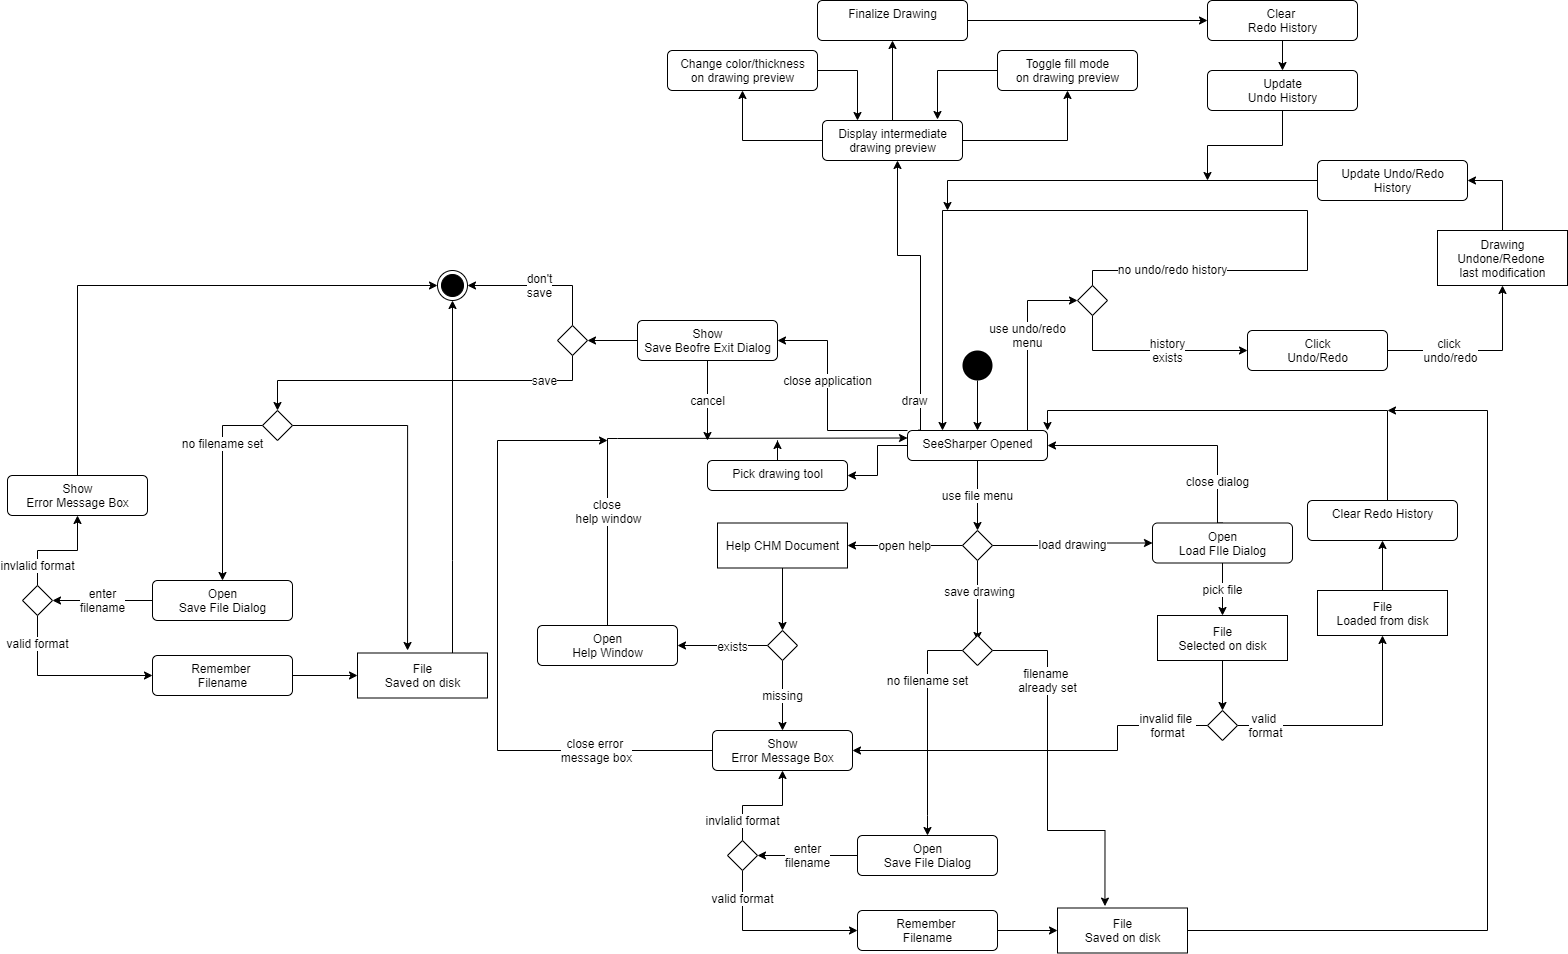 Finalize Drawing
Clear
Redo History
Change color/thickness
on drawing preview
Toggle fill mode
on drawing preview
Update
Undo History
Display intermediate
drawing preview
Update Undo/Redo
History
Drawing
Undone/Redone
last modification
no undo/redo history
don't
save
use undo/redo
menu
Show
Save Beofre Exit Dialog
history
exists
Click
Undo/Redo
click
undo/redo
save
close application
cancel
draw
no filename set
SeeSharper Opened
Pick drawing tool
Show
Error Message Box
use file menu
close dialog
close
help window
Clear Redo History
Help CHM Document
open help
load drawing
Open
Load FIle Dialog
invlalid format
enter
filename
Open
Save File Dialog
save drawing
pick file
File
Loaded from disk
valid format
Open
Help Window
exists
File
Selected on disk
Remember
Filename
File
Saved on disk
no filename set
filename
already set
missing
invalid file
format
valid
format
close error
message box
Show
Error Message Box
invlalid format
enter
filename
Open
Save File Dialog
valid format
Remember
Filename
File
Saved on disk